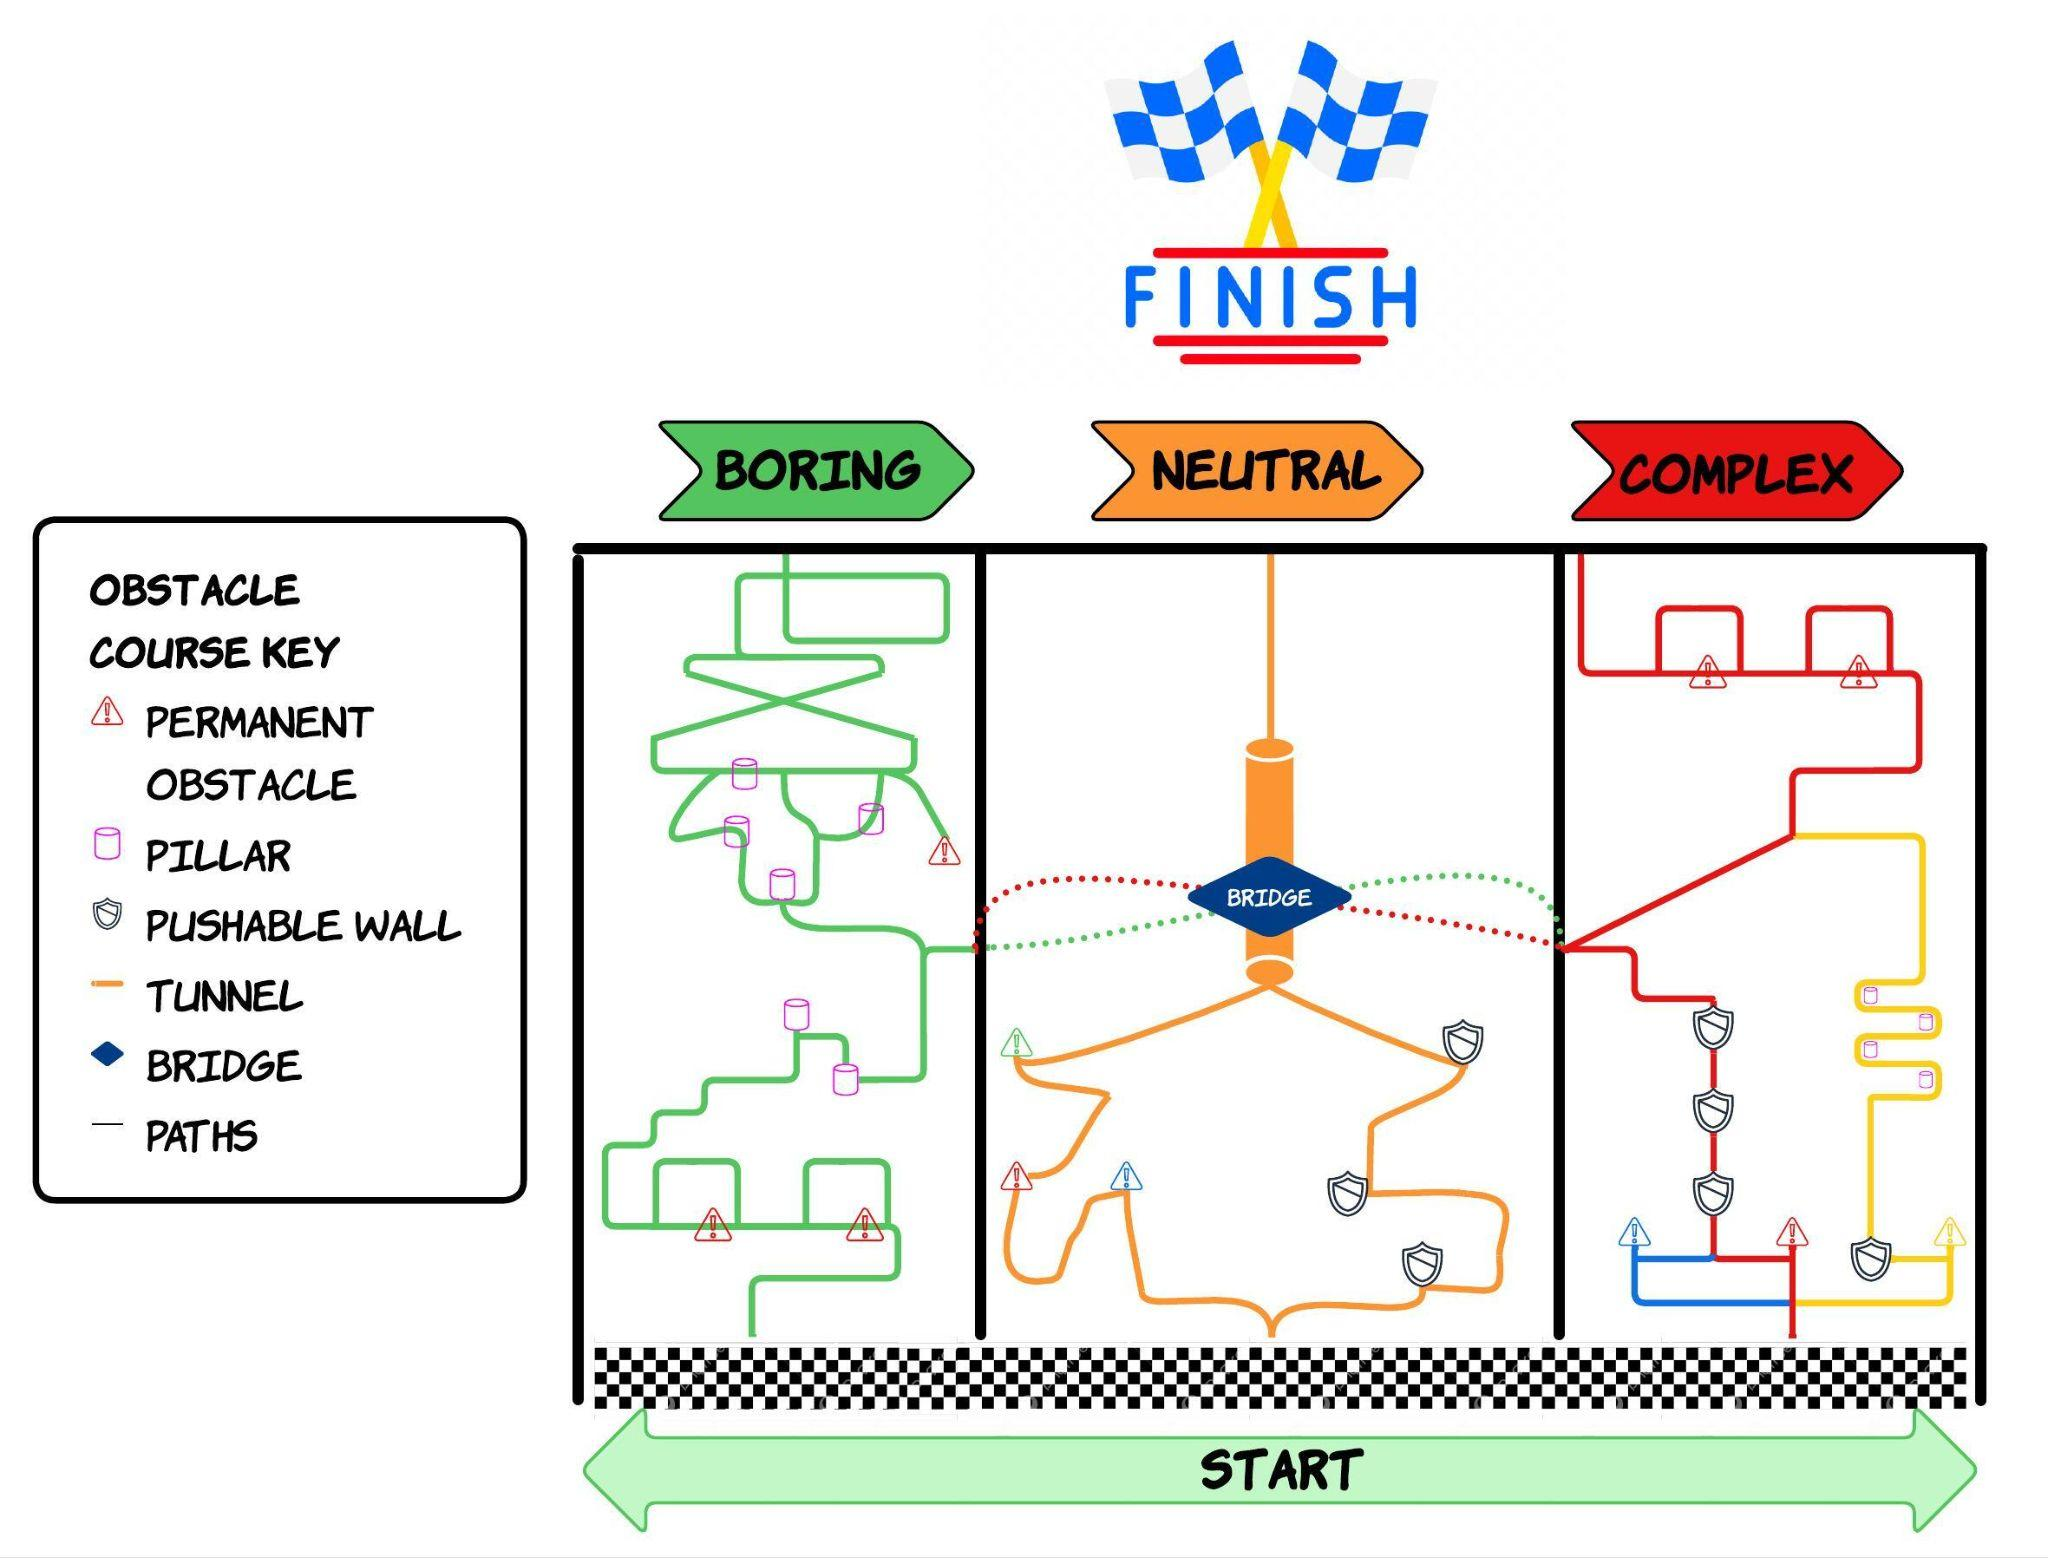 FINISH
BORING
NEUTRAL
COMPLEX
OBSTACLE
COURSE KEY
PERMANENT
OBSTACLE
PILLAR
PUSHABLE WALL
TUNNEL
BRIDGE
PATHS
BRIDGE
START